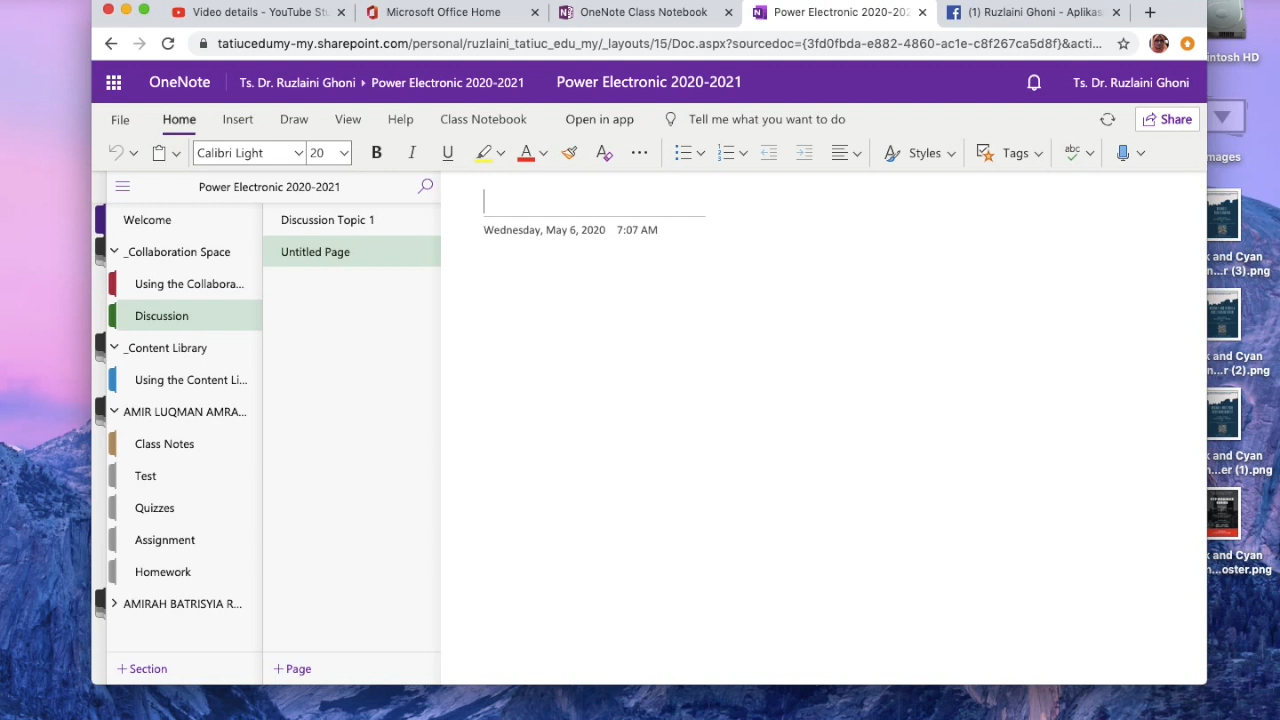 Video details - YouTube Stu
Microsoft Office Home
OneNote Class Notebook
Power Electronic 2020-202
(1) Ruzlaini Ghoni - Aplikas
tatiucedumy-my.sharepoint.com/personal/ruzlaini_tatiuc_edu_my/_layouts/15/Doc.aspx?sourcedoc={3fd0fbda-e882-4860-ac1e-c8f267ca5d8f}&acti...
OneNote
Ts. Dr. Ruzlaini Ghoni
Power Electronic 2020-2021
Power Electronic 2020-2021
Ts. Dr. Ruzlaini Ghoni
File
Home
Insert
Draw
View
Help
Class Notebook
Open in app
Tell me what you want to do
Share
Calibri Light
20
B
I
U
A
Styles
Tags
abc
Power Electronic 2020-2021
Welcome
_Collaboration Space
Using the Collabora...
Discussion
_Content Library
Using the Content Li...
AMIR LUQMAN AMRA...
Class Notes
Test
Quizzes
Assignment
Homework
AMIRAH BATRISYIA R...
+ Section
Discussion Topic 1
Untitled Page
+ Page
Wednesday, May 6, 2020 7:07 AM
intosh HD
mages
k and Cyan
n...r (3).png
k and Cyan
n...r (2).png
k and Cyan
er (1).png
k and Cyan
...oster.png